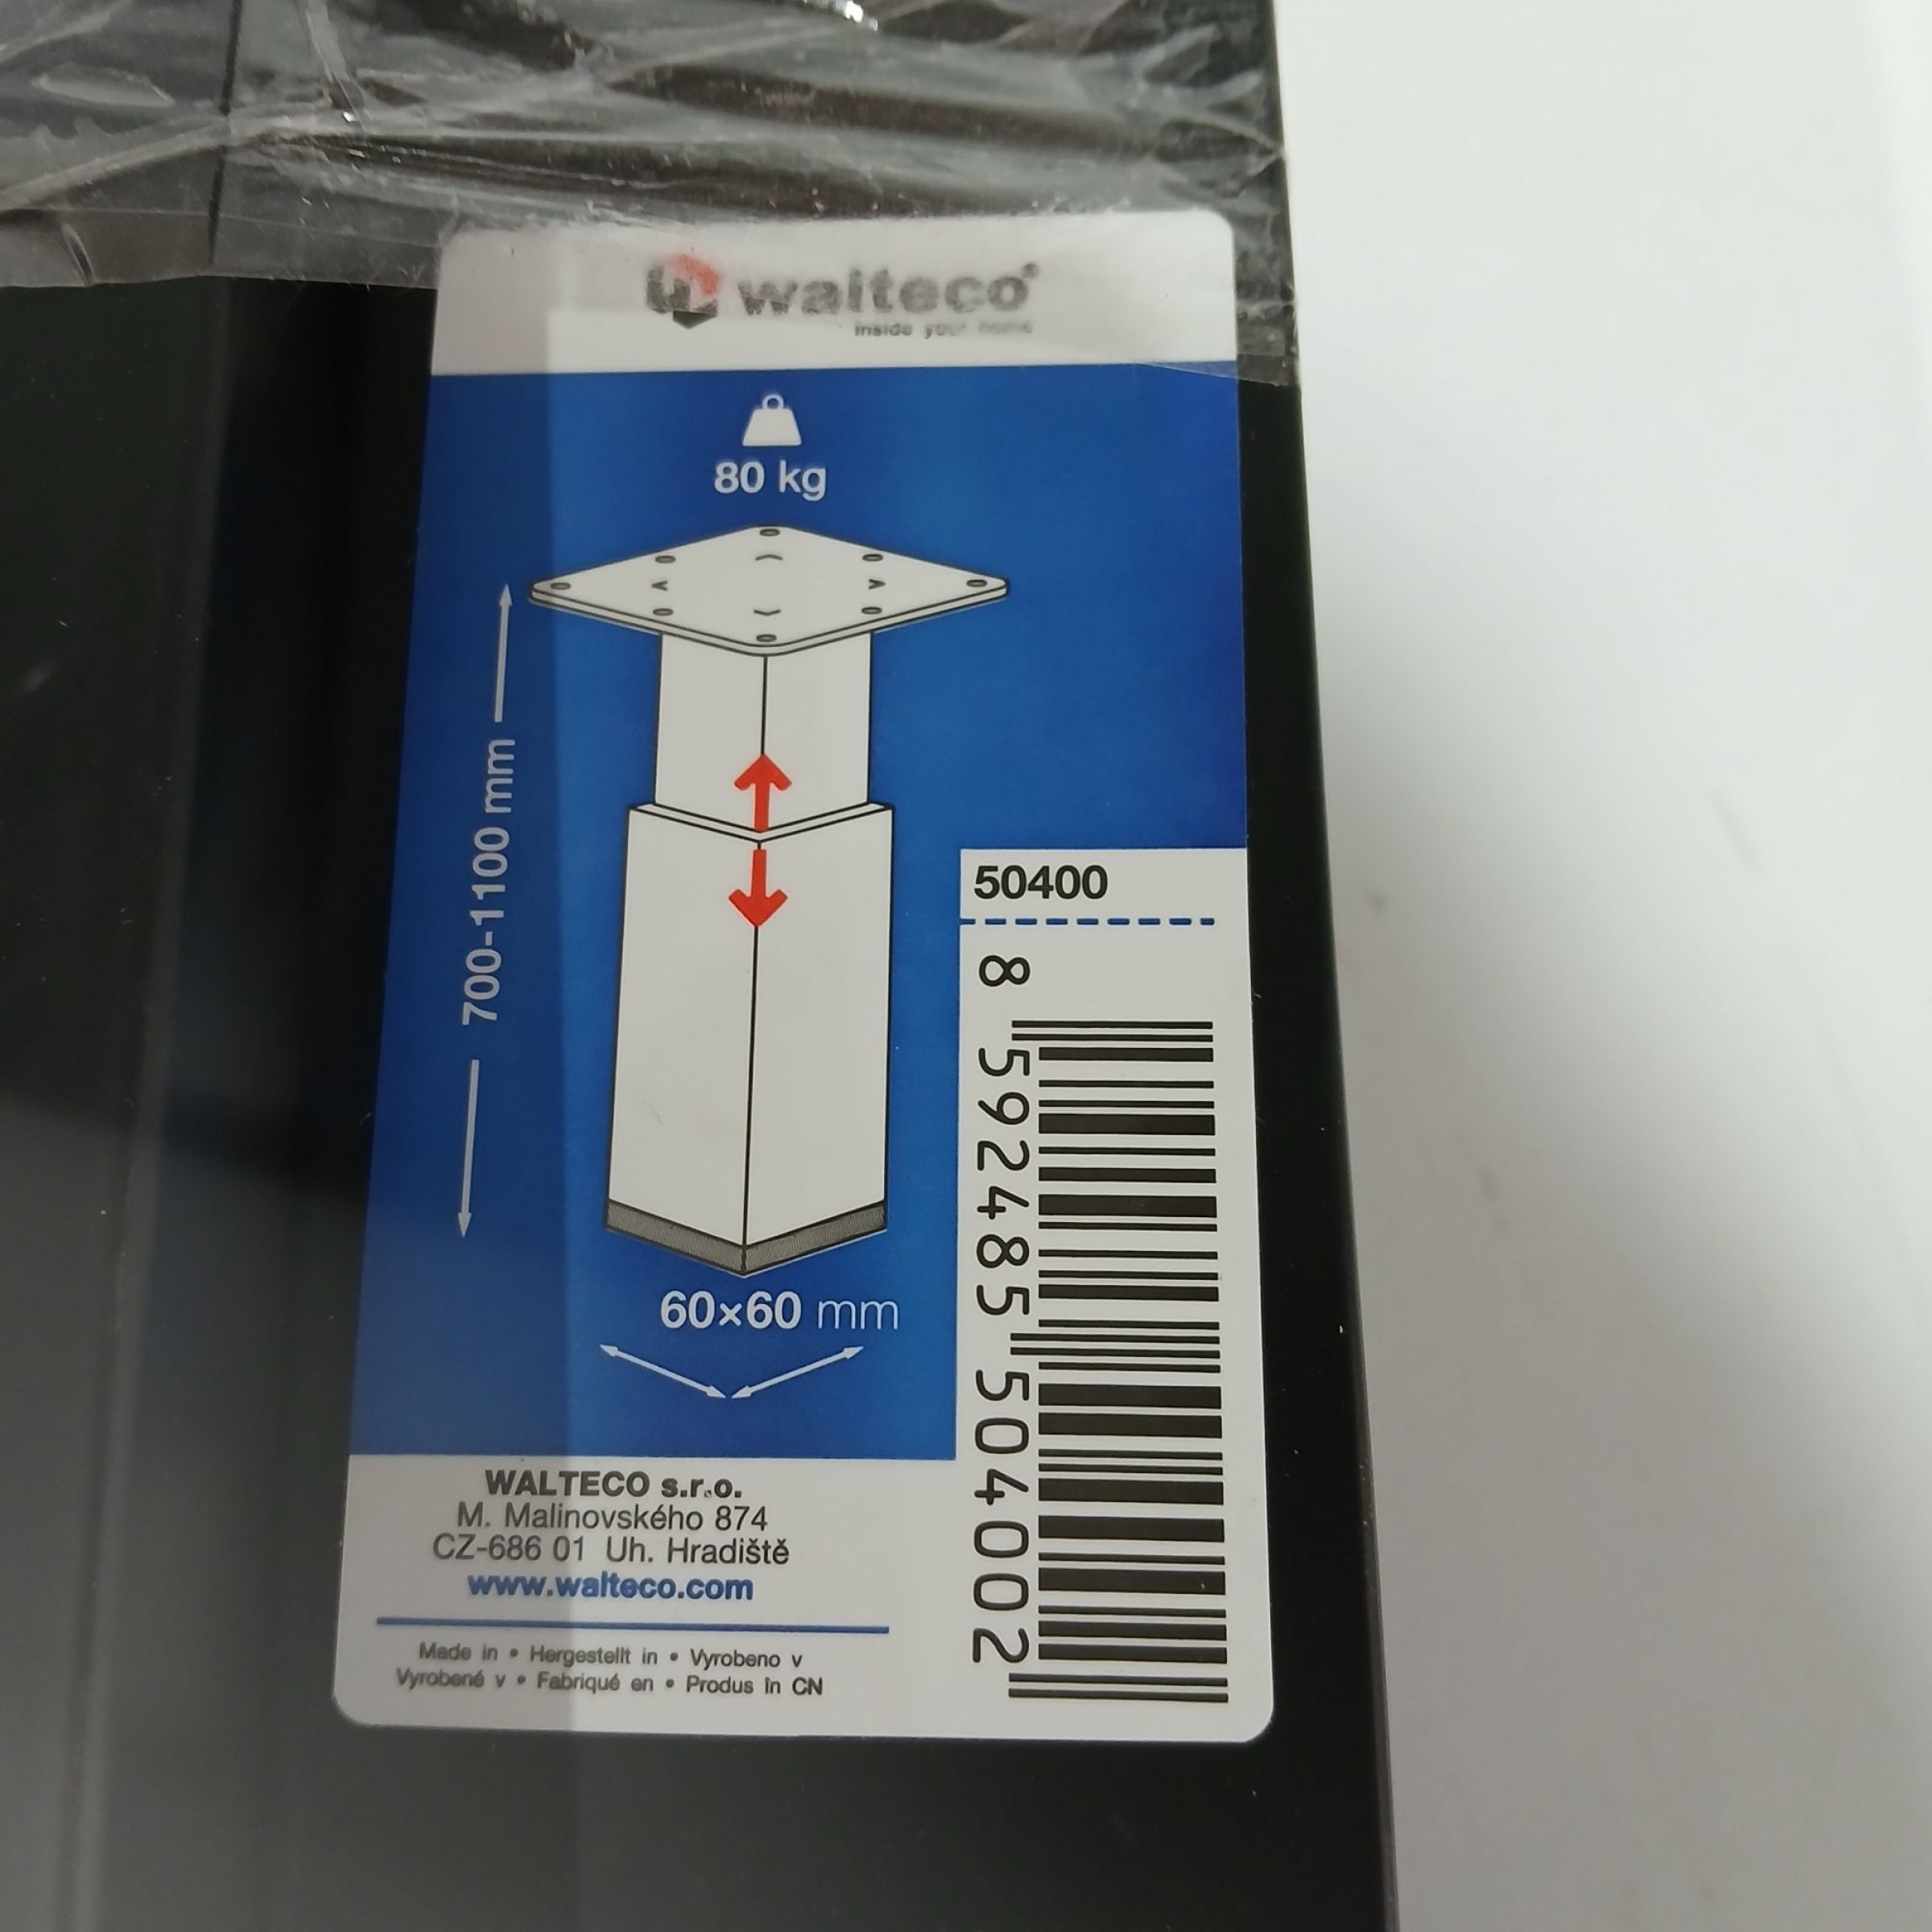 walteco®
inside your home
80 kg
700-1100 mm
50400
8 592485 504002
60×60 mm
WALTECO s.r.o.
M. Malinovského 874
CZ-686 01 Uh. Hradiště
www.walteco.com
Made in • Hergestellt in • Vyrobeno v
Vyrobené v • Fabriqué en • Produs în CN